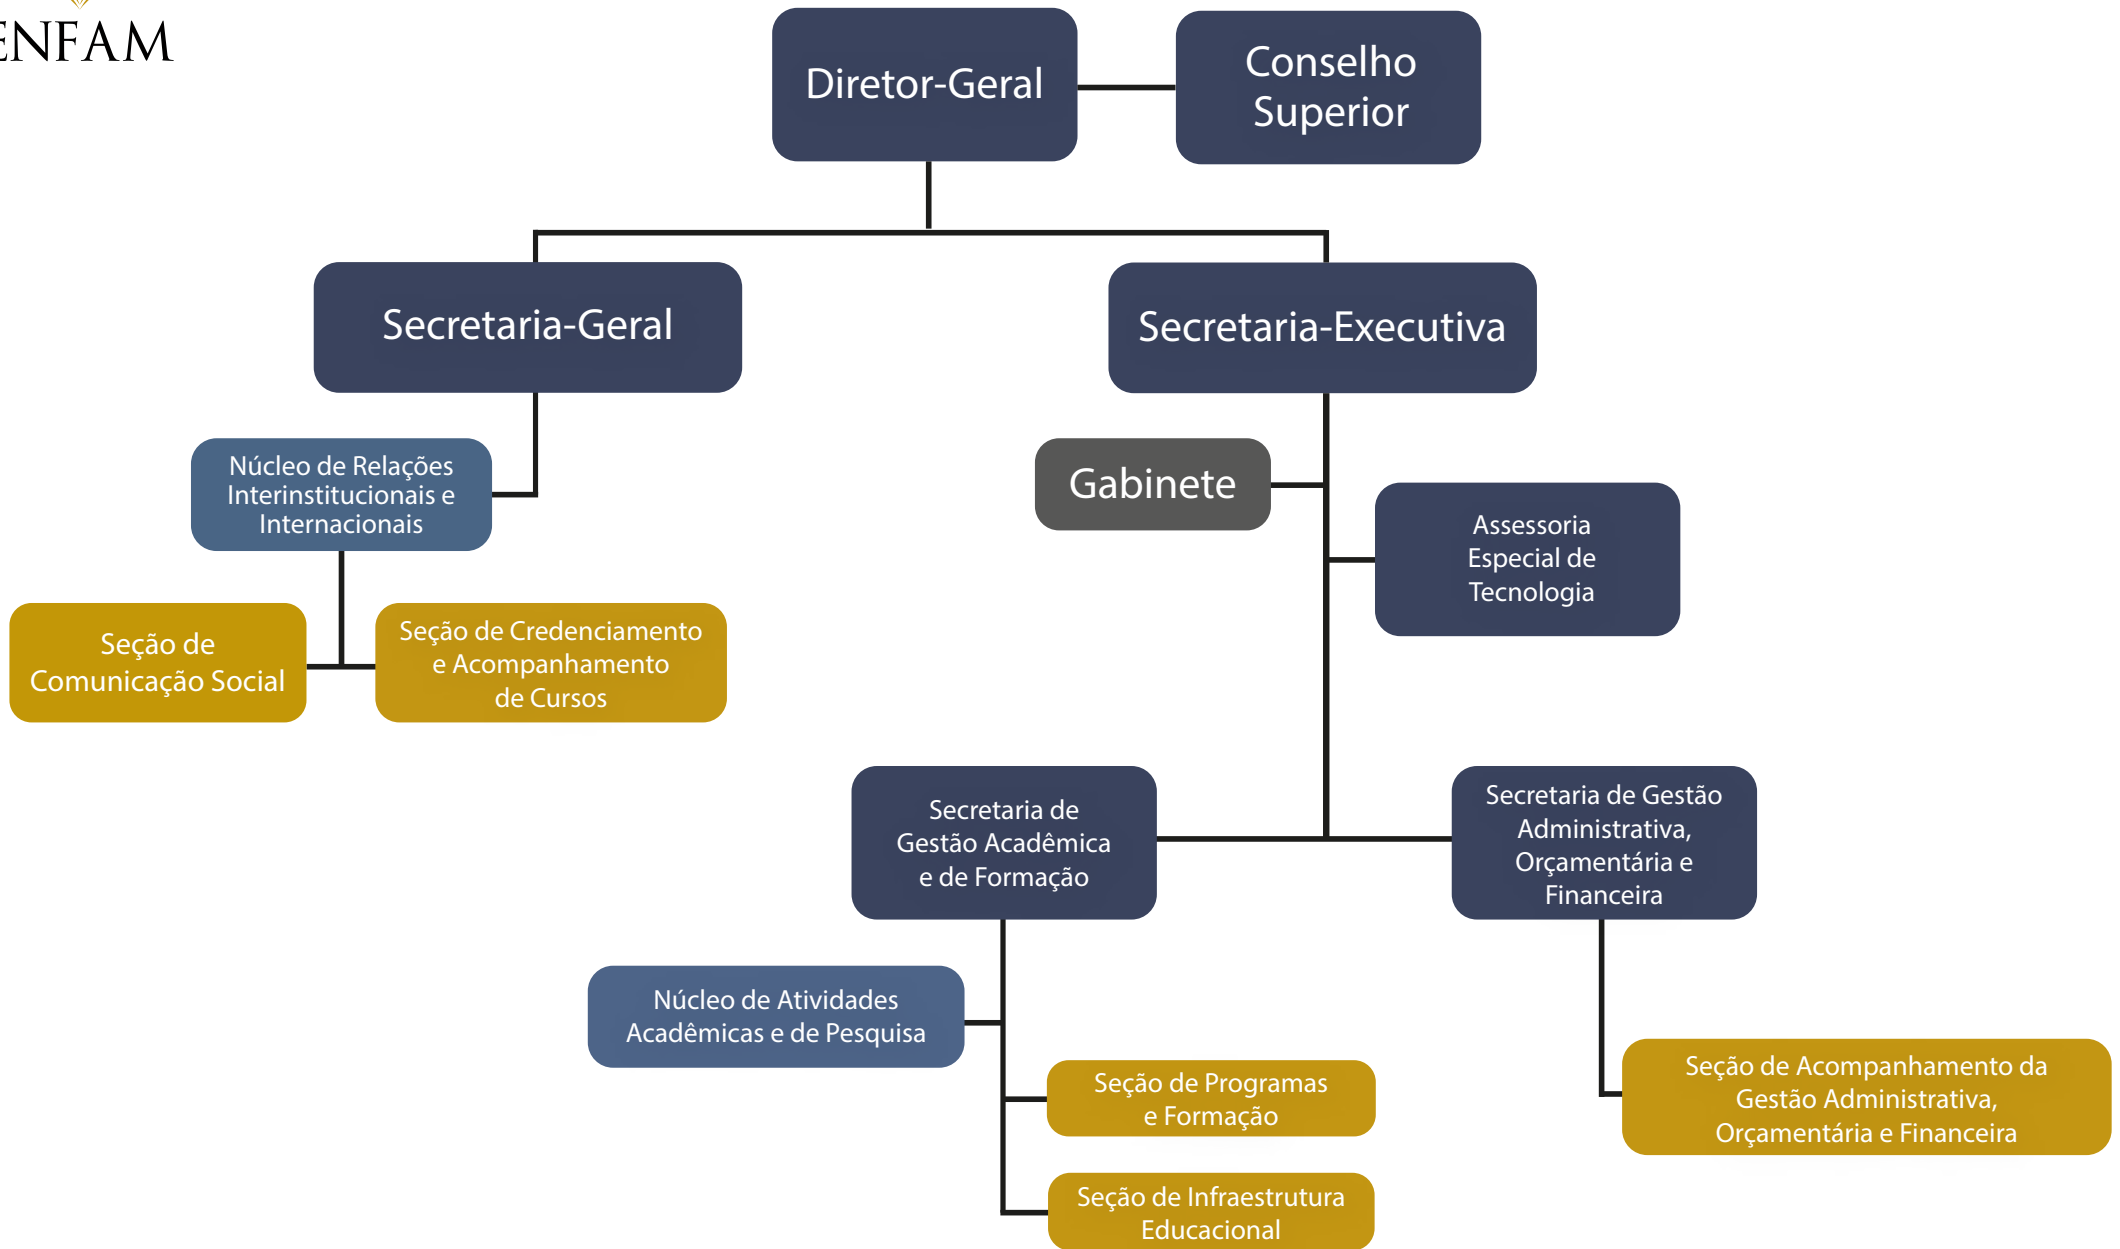 ENFAM
Diretor-Geral
Conselho
Superior
Secretaria-Geral
Secretaria-Executiva
Núcleo de Relações
Interinstitucionais e
Internacionais
Gabinete
Assessoria
Especial de
Tecnologia
Seção de
Comunicação Social
Seção de Credenciamento
e Acompanhamento
de Cursos
Secretaria de
Gestão Acadêmica
e de Formação
Secretaria de Gestão
Administrativa,
Orçamentária e
Financeira
Núcleo de Atividades
Acadêmicas e de Pesquisa
Seção de Programas
e Formação
Seção de Acompanhamento da
Gestão Administrativa,
Orçamentária e Financeira
Seção de Infraestrutura
Educacional